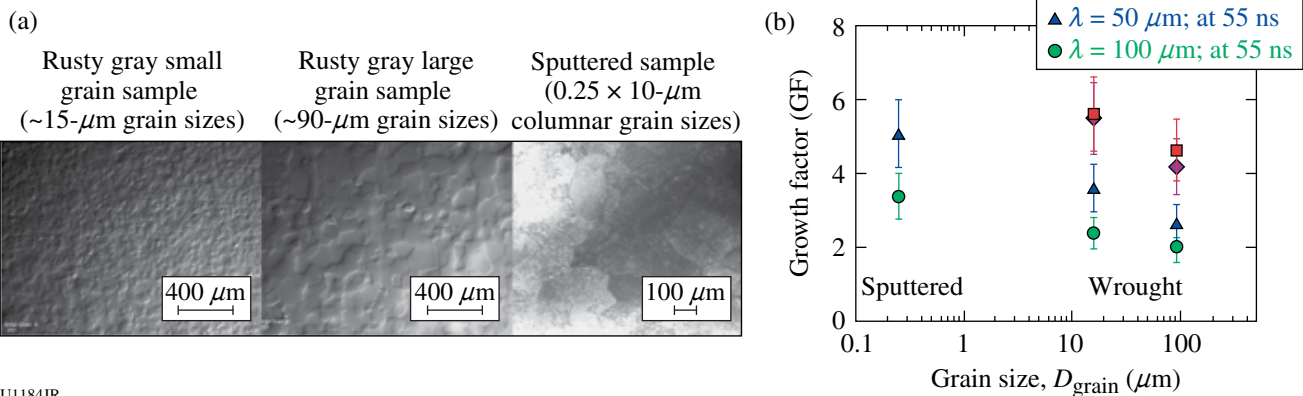 (a)
Rusty gray small
grain sample
(~15-μm grain sizes)
Rusty gray large
grain sample
(~90-μm grain sizes)
Sputtered sample
(0.25 × 10-μm
columnar grain sizes)
400 μm
400 μm
100 μm
(b)
λ = 50 μm; at 55 ns
λ = 100 μm; at 55 ns
Growth factor (GF)
8
6
4
2
0
Sputtered
Wrought
0.1
1
10
100
Grain size, Dgrain (μm)